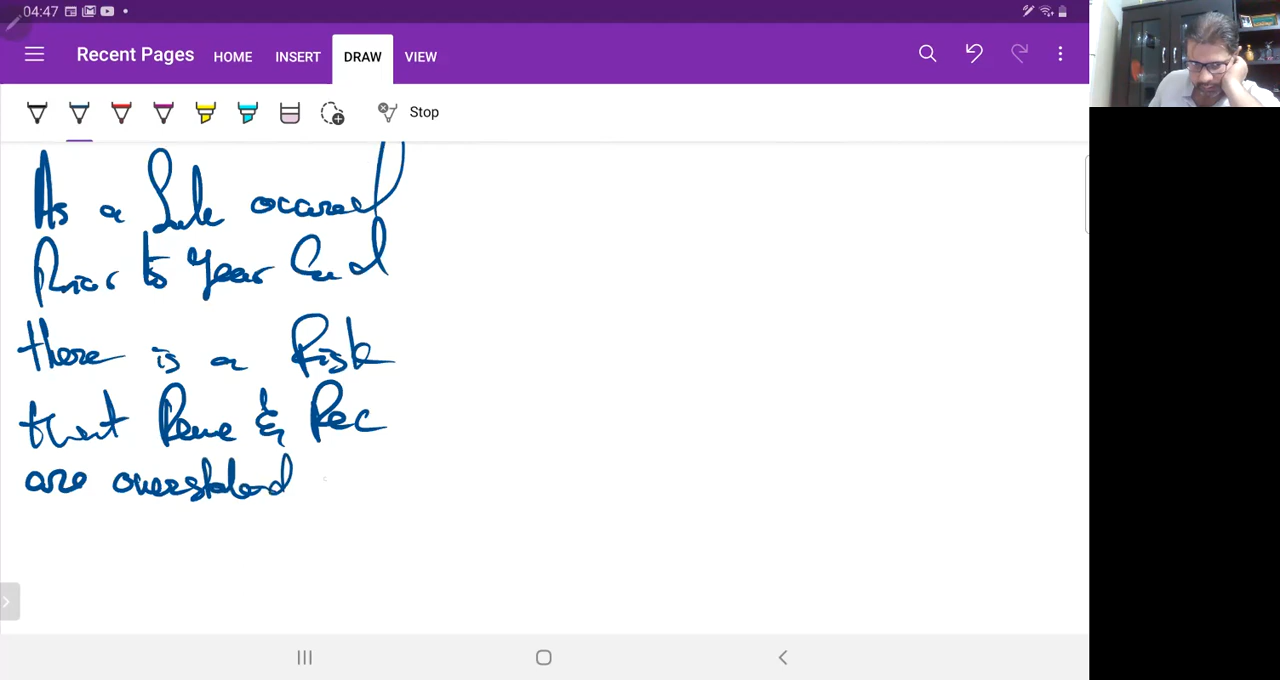 04:47
Recent Pages HOME INSERT DRAW VIEW
Stop
As a Sale occured
Prior to Year End
there is a Risk
that & Rec
are overstated